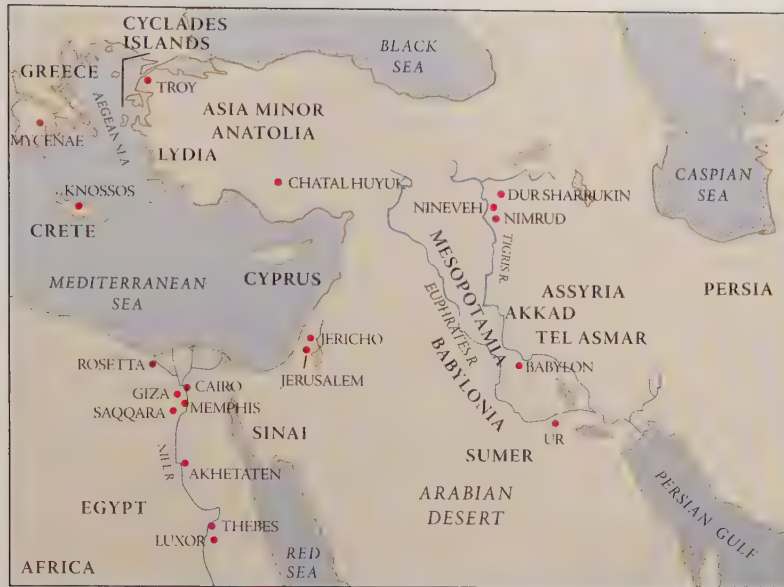 CYCLADES
ISLANDS
BLACK
SEA
GREECE
TROY
AEGEAN SEA
ASIA MINOR
ANATOLIA
MYCENAE
LYDIA
CHATAL HUYUK
CASPIAN
SEA
KNOSSOS
DUR SHARRUKIN
NINEVEH
NIMRUD
CRETE
TIGRIS R
MESOPOTAMIA
MEDITERRANEAN
SEA
CYPRUS
EUPHRATES R
ASSYRIA
PERSIA
AKKAD
TEL ASMAR
JERICHO
ROSETTA
JERUSALEM
BABYLON
BABYLONIA
CAIRO
GIZA
MEMPHIS
SAQQARA
SINAI
UR
SUMER
NILE R
AKHETATEN
ARABIAN
DESERT
PERSIAN GULF
EGYPT
THEBES
LUXOR
RED
SEA
AFRICA